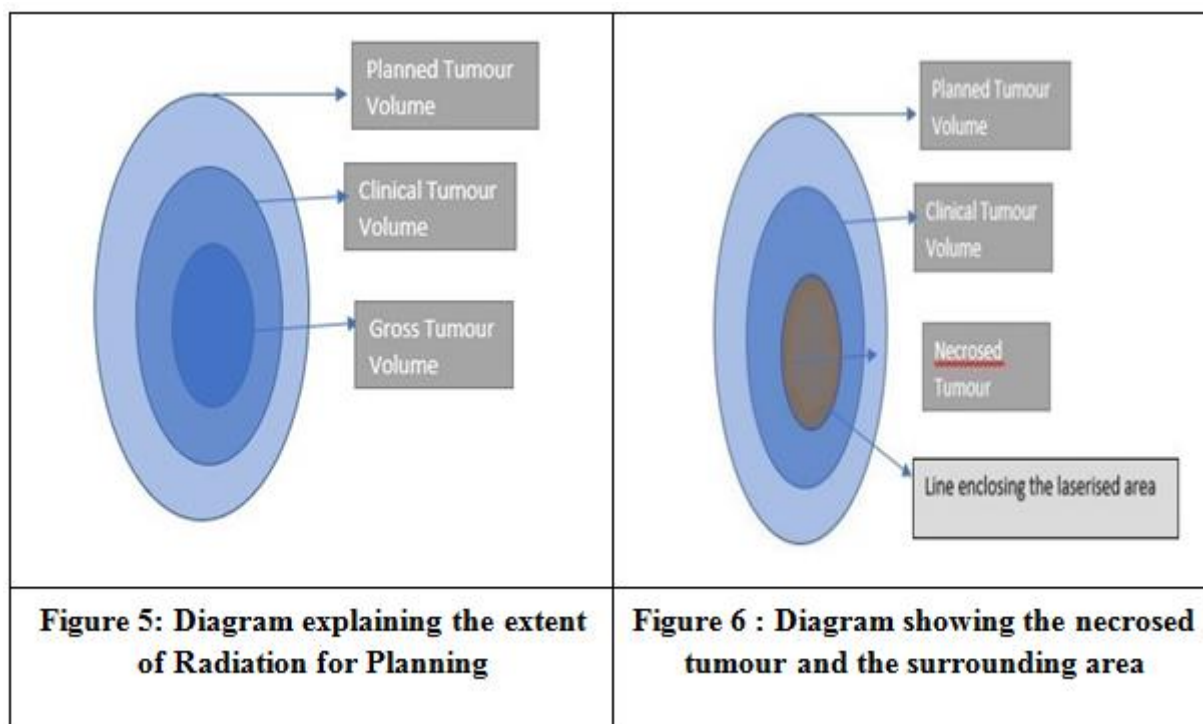 Planned Tumour
Volume
Clinical Tumour
Volume
Gross Tumour
Volume
Figure 5: Diagram explaining the extent
of Radiation for Planning
Planned Tumour
Volume
Clinical Tumour
Volume
Necrosed
Tumour
Line enclosing the laserised area
Figure 6 : Diagram showing the necrosed
tumour and the surrounding area